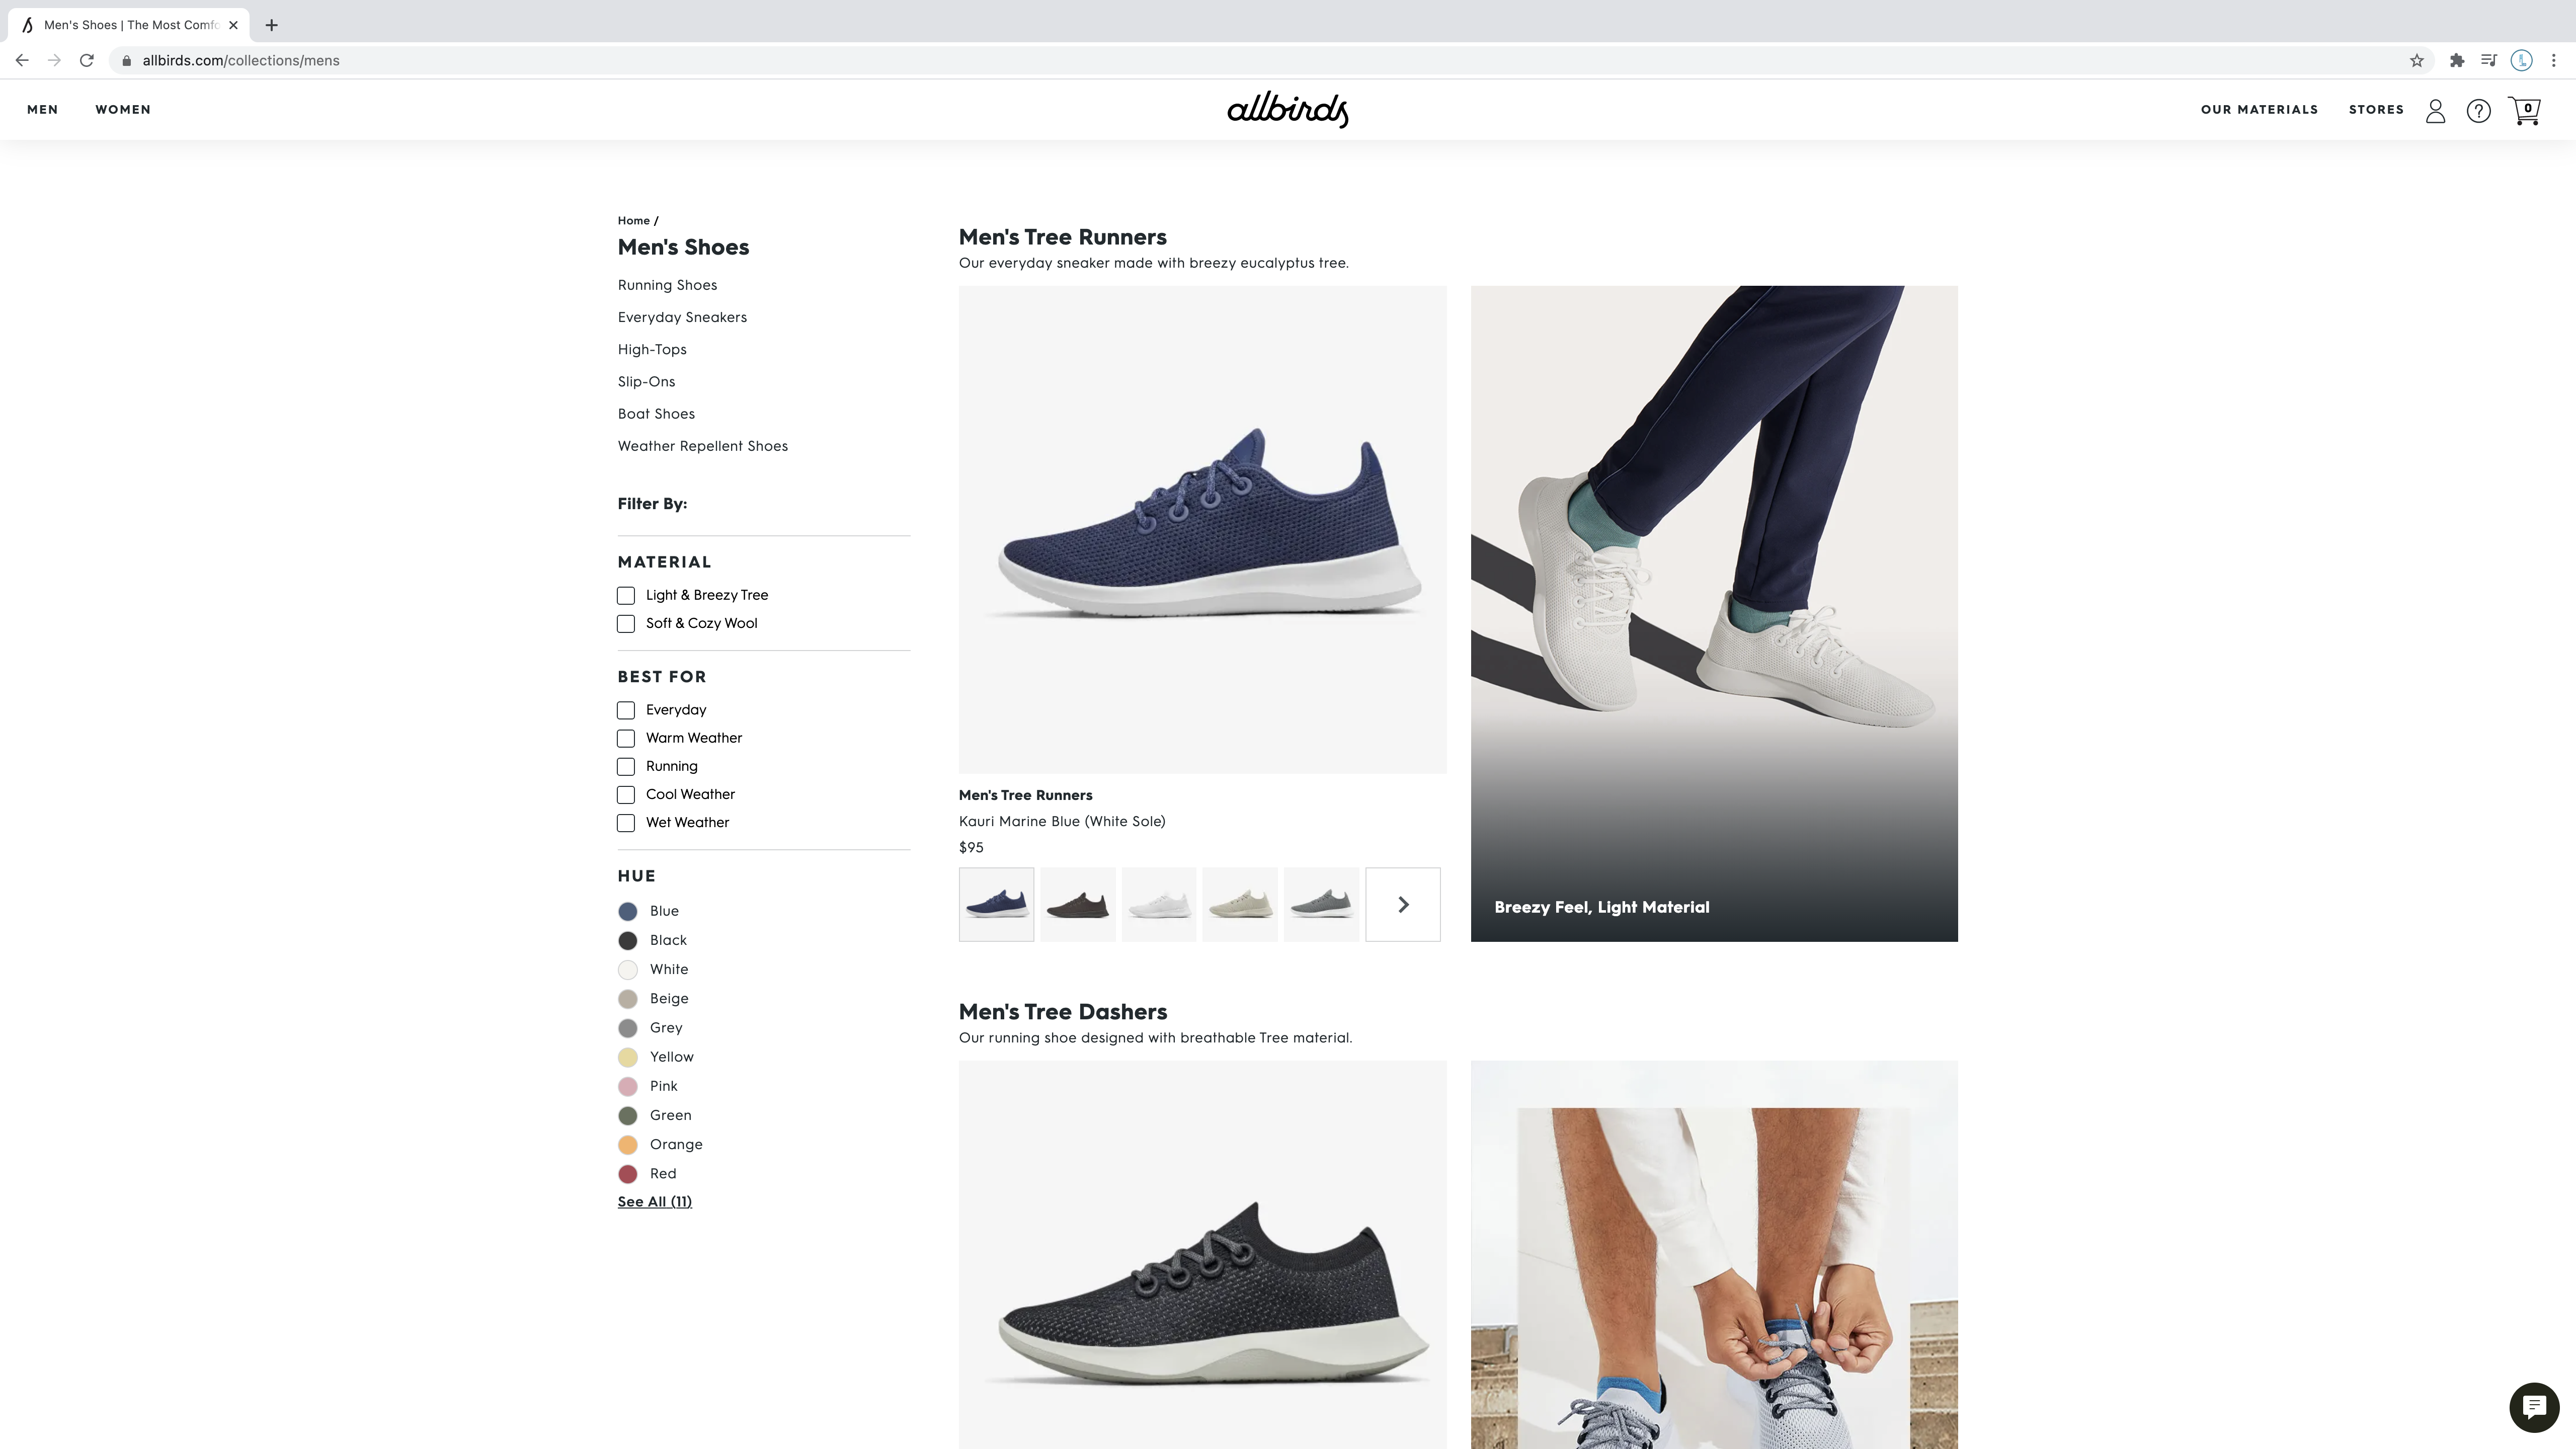 Men's Shoes | The Most Comfo
allbirds.com/collections/mens
MEN
WOMEN
allbirds
OUR MATERIALS
STORES
?
0
Home /
Men's Shoes
Running Shoes
Everyday Sneakers
High-Tops
Slip-Ons
Boat Shoes
Weather Repellent Shoes
Filter By:
MATERIAL
Light & Breezy Tree
Soft & Cozy Wool
BEST FOR
Everyday
Warm Weather
Running
Cool Weather
Wet Weather
HUE
Blue
Black
White
Beige
Grey
Yellow
Pink
Green
Orange
Red
See All (11)
Men's Tree Runners
Our everyday sneaker made with breezy eucalyptus tree.
Men's Tree Runners
Kauri Marine Blue (White Sole)
$95
Breezy Feel, Light Material
Men's Tree Dashers
Our running shoe designed with breathable Tree material.